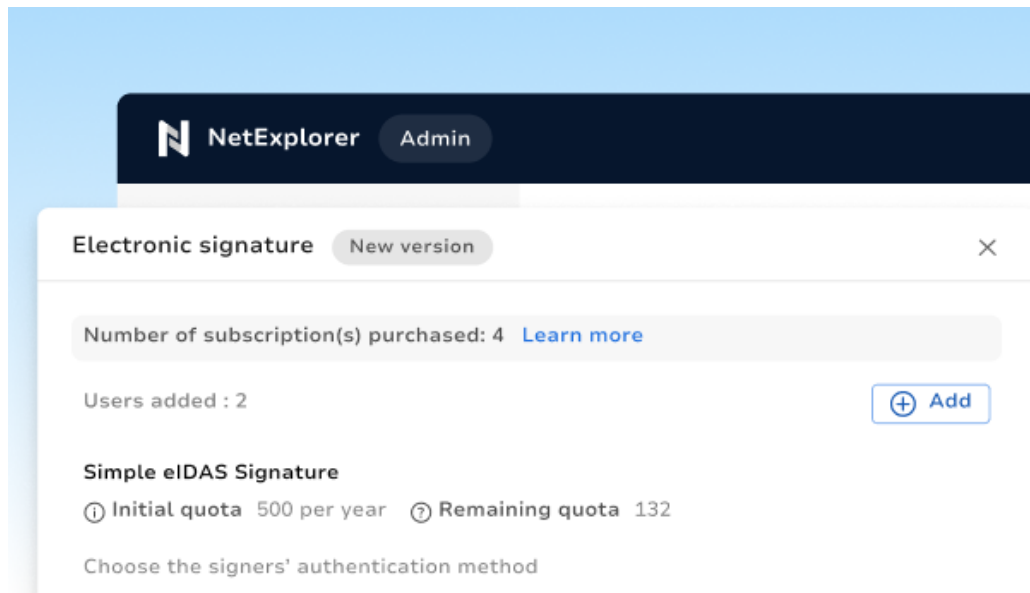 NetExplorer Admin
Electronic signature New version
Number of subscription(s) purchased: 4 Learn more
Users added : 2 Add
Simple eIDAS Signature
Initial quota 500 per year Remaining quota 132
Choose the signers’ authentication method